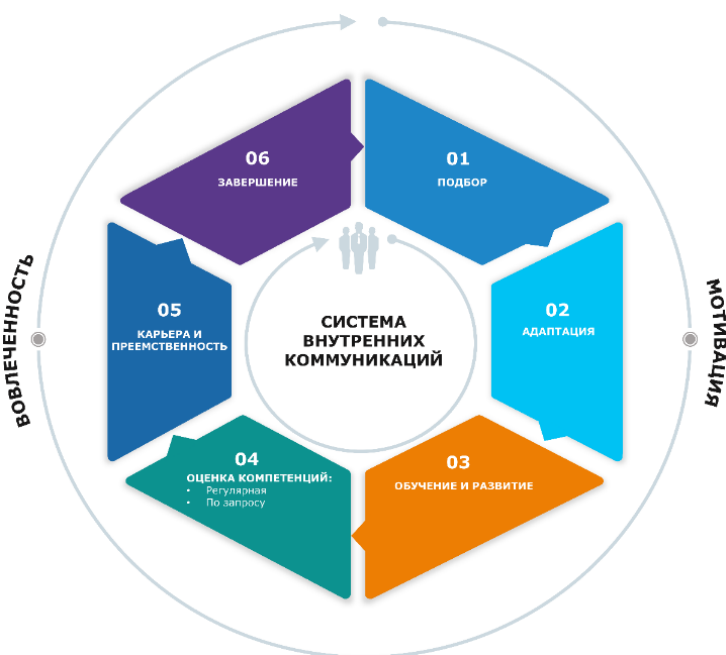 06
ЗАВЕРШЕНИЕ
01
ПОДБОР
05
КАРЬЕРА И
ПРЕЕМСТВЕННОСТЬ
02
АДАПТАЦИЯ
СИСТЕМА
ВНУТРЕННИХ
КОММУНИКАЦИЙ
ВОВЛЕЧЕННОСТЬ
МОТИВАЦИЯ
04
ОЦЕНКА КОМПЕТЕНЦИЙ:
• Регулярная
• По запросу
03
ОБУЧЕНИЕ И РАЗВИТИЕ